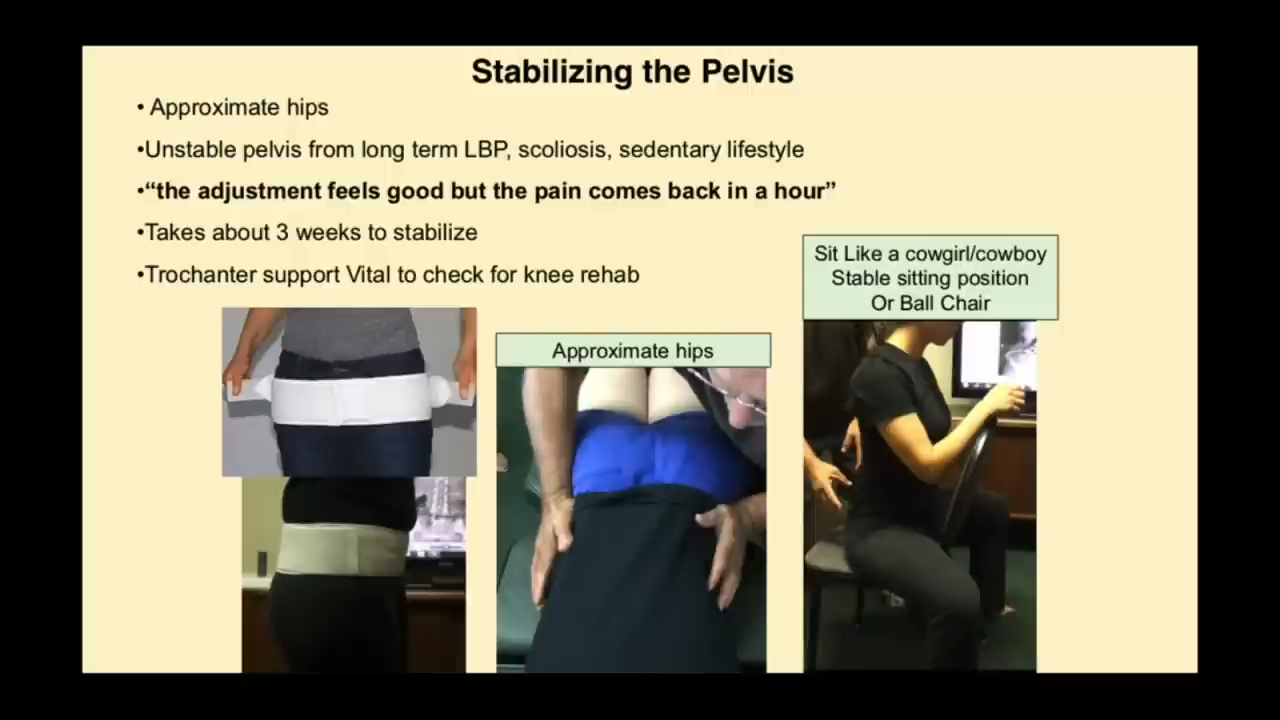 Stabilizing the Pelvis
• Approximate hips
•Unstable pelvis from long term LBP, scoliosis, sedentary lifestyle
•“the adjustment feels good but the pain comes back in a hour”
•Takes about 3 weeks to stabilize
•Trochanter support Vital to check for knee rehab
Sit Like a cowgirl/cowboy
Stable sitting position
Or Ball Chair
Approximate hips